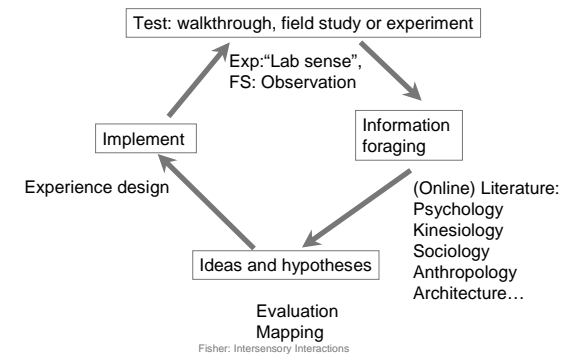 Test: walkthrough, field study or experiment
Exp:“Lab sense”,
FS: Observation
Implement
Information
foraging
Experience design
(Online) Literature:
Psychology
Kinesiology
Sociology
Anthropology
Architecture…
Ideas and hypotheses
Evaluation
Mapping
Fisher: Intersensory Interactions